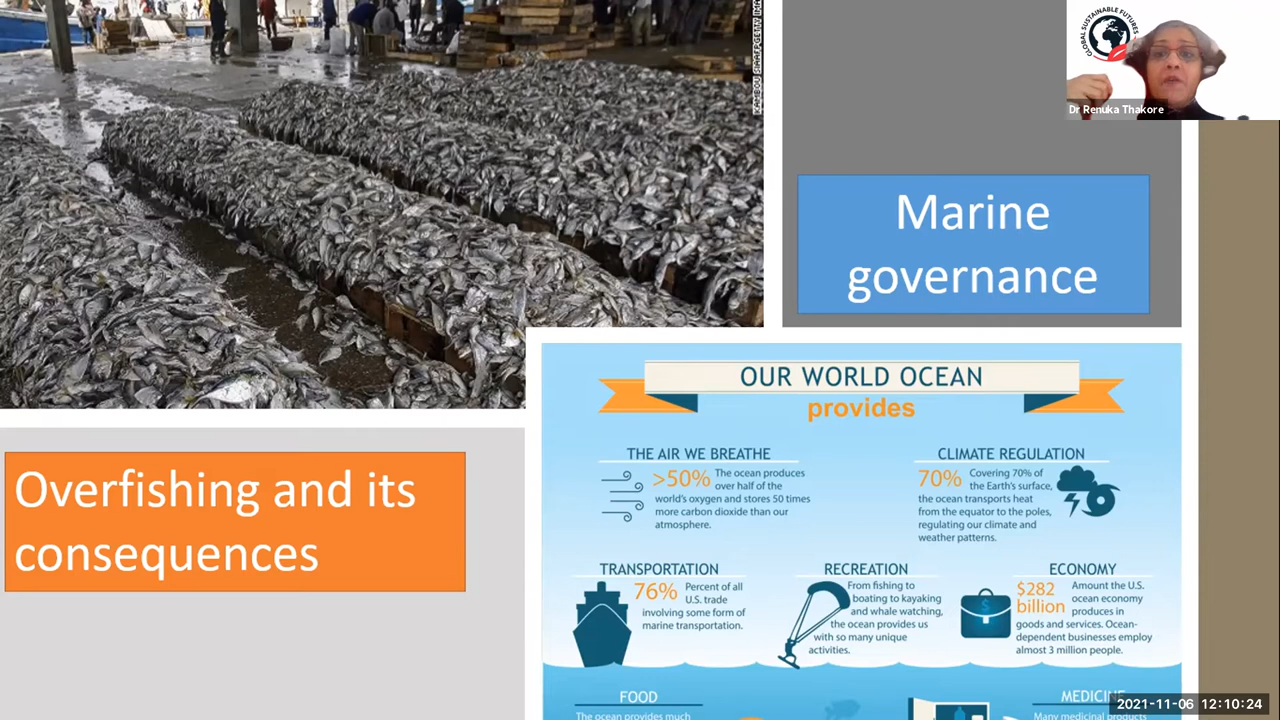 KAMBOU SIA/AFP/GETTY IMA
GLOBAL SUSTAINABLE FUTURES
Dr Renuka Thakore
Marine
governance
Overfishing and its
consequences
OUR WORLD OCEAN
provides
THE AIR WE BREATHE
>50% The ocean produces
over half of the
world's oxygen and stores 50 times
more carbon dioxide than our
atmosphere.
CLIMATE REGULATION
70% Covering 70% of
the Earth's surface,
the ocean transports heat
from the equator to the poles,
regulating our climate and
weather patterns.
TRANSPORTATION
76% Percent of all
U.S. trade
involving some form of
marine transportation.
RECREATION
From fishing to
boating to kayaking
and whale watching,
the ocean provides us
with so many unique
activities.
ECONOMY
$282 billion Amount the U.S.
ocean economy
produces in
goods and services. Ocean-
dependent businesses employ
almost 3 million people.
FOOD
The ocean provides much
MEDICINE
Many medicinal products
2021-11-06 12:10:24